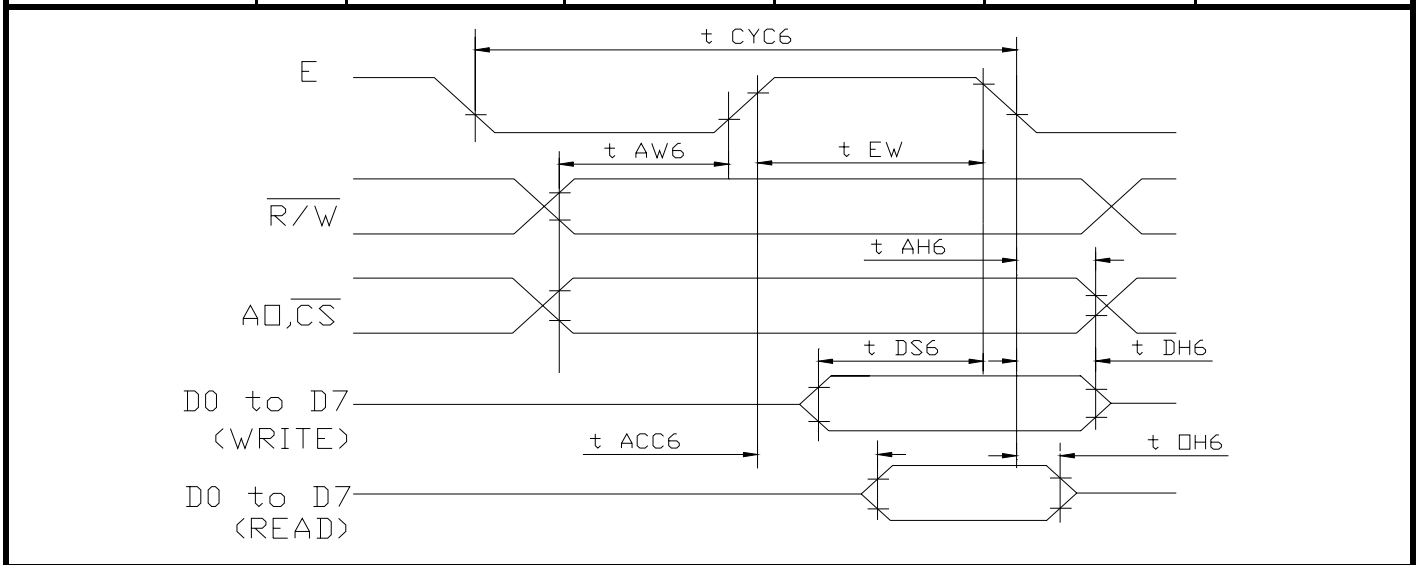 t CYC6
E
t AW6
t EW
R/W
t AH6
A0,CS
t DS6
t DH6
D0 to D7
(WRITE)
t ACC6
t OH6
D0 to D7
(READ)